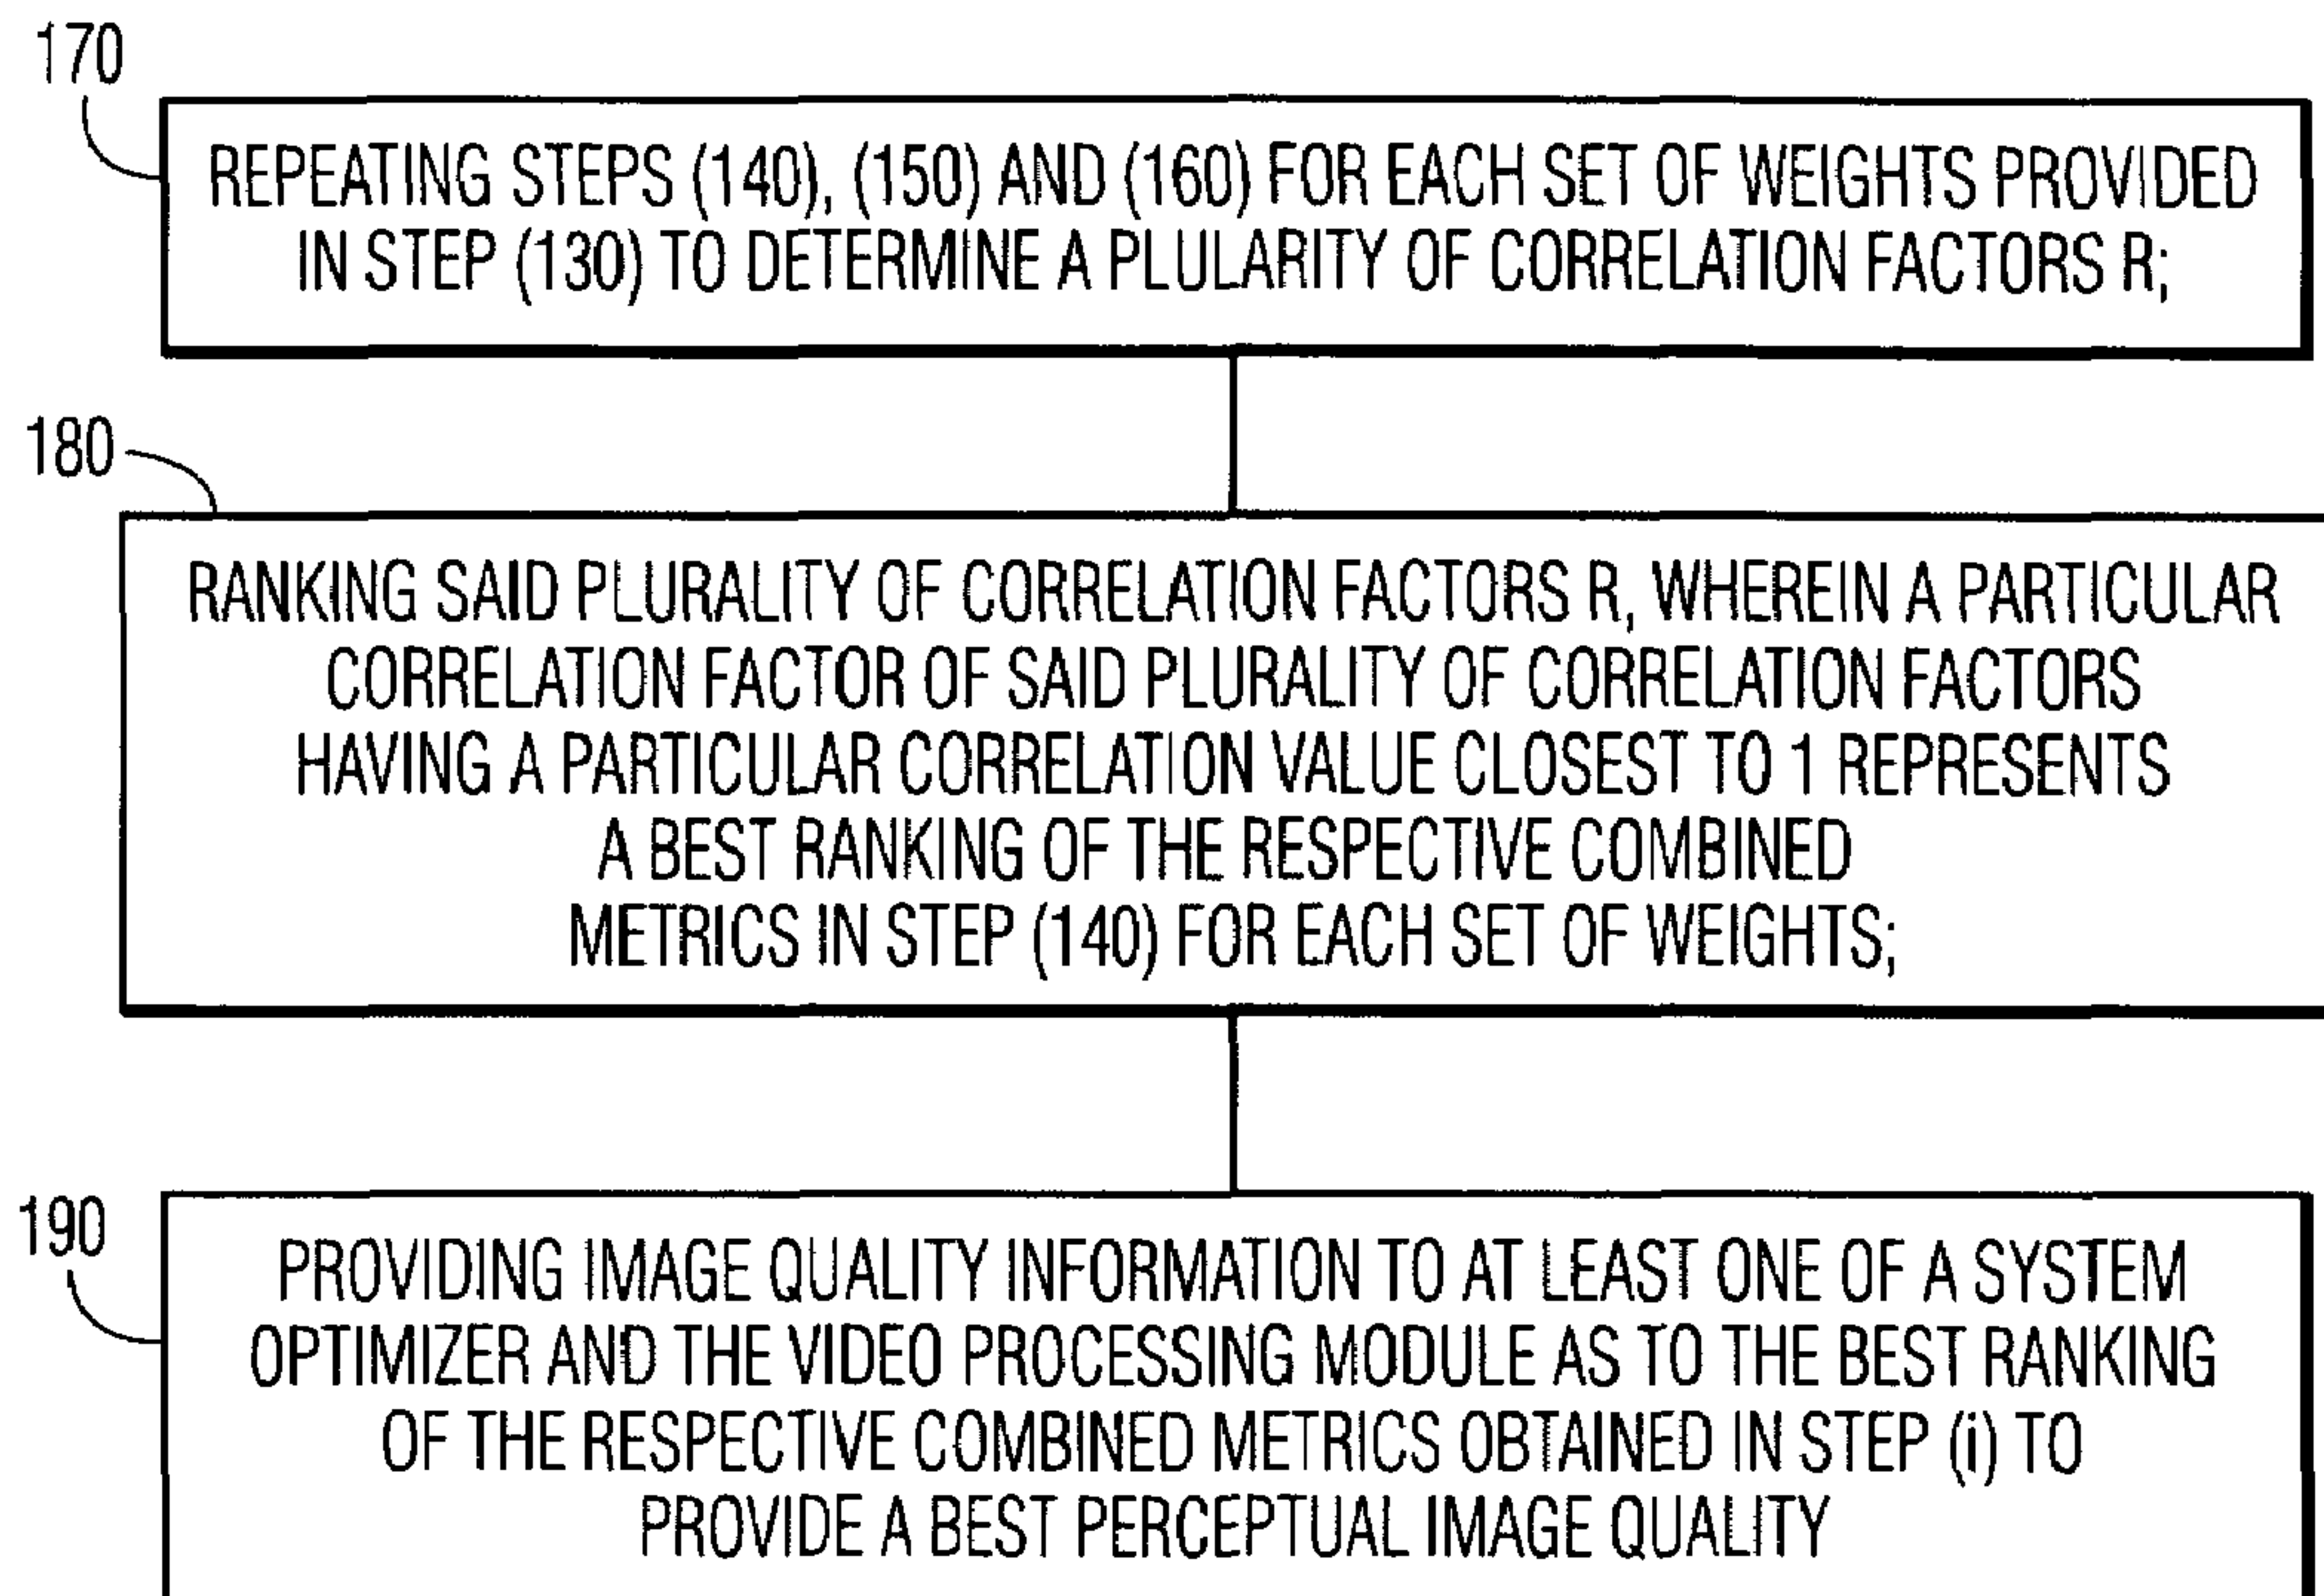 170
REPEATING STEPS (140), (150) AND (160) FOR EACH SET OF WEIGHTS PROVIDED
IN STEP (130) TO DETERMINE A PLULARITY OF CORRELATION FACTORS R;
180
RANKING SAID PLURALITY OF CORRELATION FACTORS R, WHEREIN A PARTICULAR
CORRELATION FACTOR OF SAID PLURALITY OF CORRELATION FACTORS
HAVING A PARTICULAR CORRELATION VALUE CLOSEST TO 1 REPRESENTS
A BEST RANKING OF THE RESPECTIVE COMBINED
METRICS IN STEP (140) FOR EACH SET OF WEIGHTS;
190
PROVIDING IMAGE QUALITY INFORMATION TO AT LEAST ONE OF A SYSTEM
OPTIMIZER AND THE VIDEO PROCESSING MODULE AS TO THE BEST RANKING
OF THE RESPECTIVE COMBINED METRICS OBTAINED IN STEP (i) TO
PROVIDE A BEST PERCEPTUAL IMAGE QUALITY